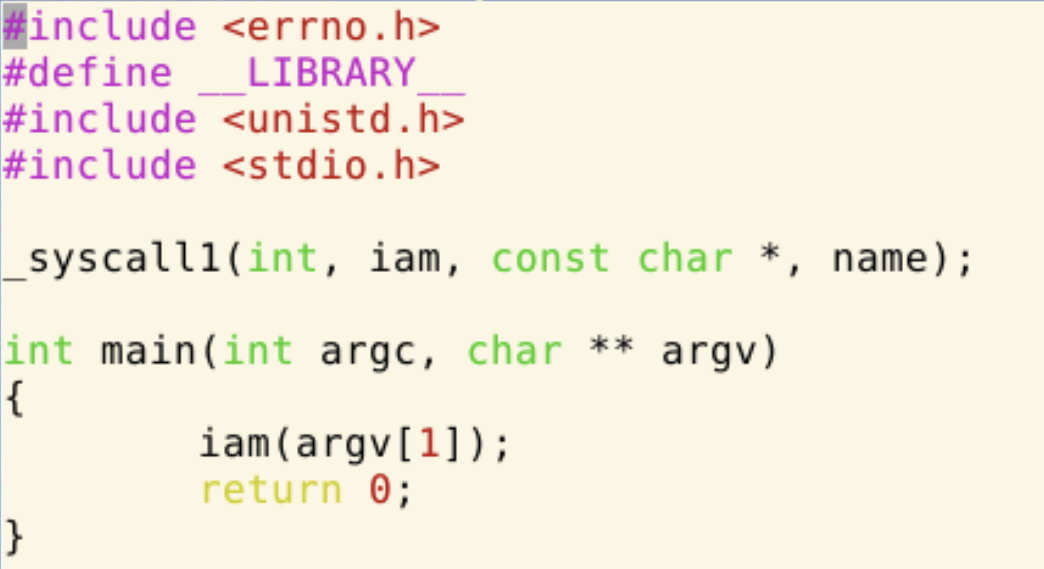 #include <errno.h>
#define __LIBRARY__
#include <unistd.h>
#include <stdio.h>
_syscall1(int, iam, const char *, name);
int main(int argc, char ** argv)
{
        iam(argv[1]);
        return 0;
}